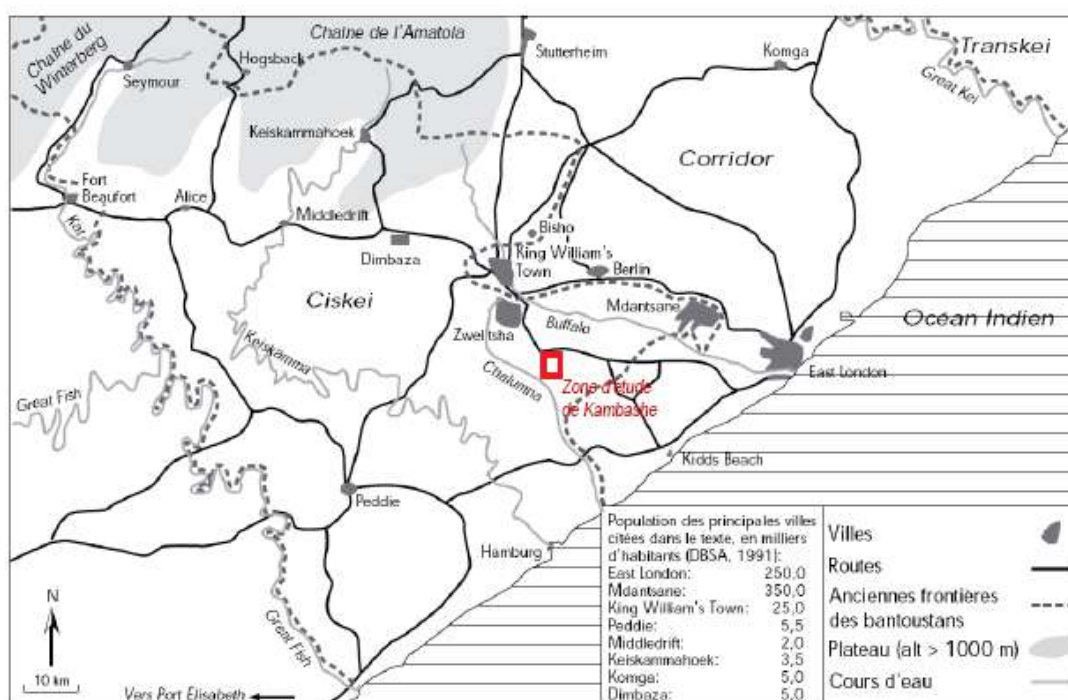 Chaîne du
Winterberg
Chaîne de l'Amatola
Hogsback
Seymour
Stutterheim
Komga
Transkei
Great Kei
Keiskammahoek
Corridor
Fort
Beaufort
Alice
Kat
Middledrift
Dimbaza
Bisho
King William's
Town
Berlin
Ciskei
Mdantsane
Zwelitsha
Buffalo
Océan Indien
Keiskamma
Chalumna
East London
Great Fish
Zone d'étude
de Kambashe
Kidds Beach
Peddie
Hamburg
Great Fish
N
10 km
Vers Port Elisabeth
Population des principales villes
citées dans le texte, en milliers
d'habitants (DBSA, 1991):
East London: 250,0
Mdantsane: 350,0
King William's Town: 25,0
Peddie: 5,5
Middledrift: 2,0
Keiskammahoek: 3,5
Komga: 5,0
Dimbaza: 5,0
Villes
Routes
Anciennes frontières
des bantoustans
Plateau (alt > 1000 m)
Cours d'eau